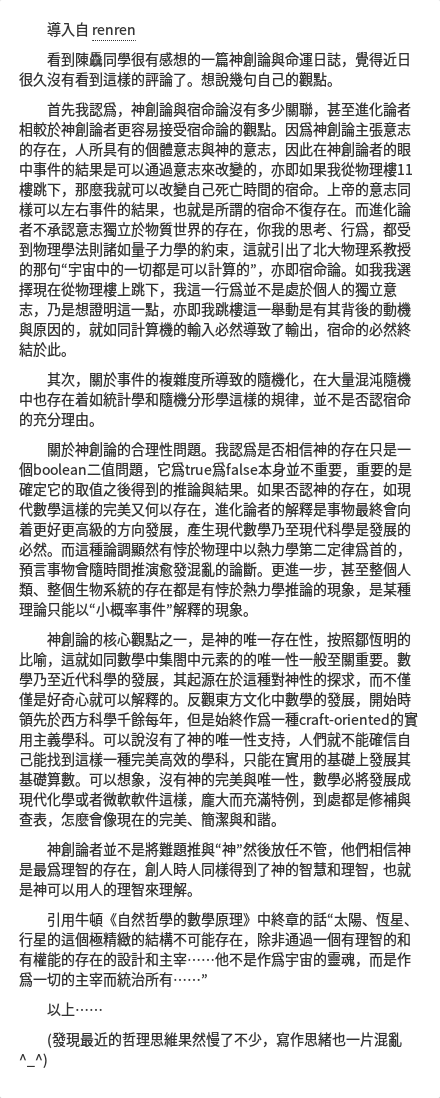 導入自 renren
看到陳驫同學很有感想的一篇神創論與命運日誌，覺得近日
很久沒有看到這樣的評論了。想說幾句自己的觀點。
首先我認爲，神創論與宿命論沒有多少關聯，甚至進化論者
相較於神創論者更容易接受宿命論的觀點。因爲神創論主張意志
的存在，人所具有的個體意志與神的意志，因此在神創論者的眼
中事件的結果是可以通過意志來改變的，亦即如果我從物理樓11
樓跳下，那麼我就可以改變自己死亡時間的宿命。上帝的意志同
樣可以左右事件的結果，也就是所謂的宿命不復存在。而進化論
者不承認意志獨立於物質世界的存在，你我的思考、行爲，都受
到物理學法則諸如量子力學的約束，這就引出了北大物理系教授
的那句“宇宙中的一切都是可以計算的”，亦即宿命論。如我我選
擇現在從物理樓上跳下，我這一行爲並不是處於個人的獨立意
志，乃是想證明這一點，亦即我跳樓這一舉動是有其背後的動機
與原因的，就如同計算機的輸入必然導致了輸出，宿命的必然終
結於此。
其次，關於事件的複雜度所導致的隨機化，在大量混沌隨機
中也存在着如統計學和隨機分形學這樣的規律，並不是否認宿命
的充分理由。
關於神創論的合理性問題。我認爲是否相信神的存在只是一
個boolean二值問題，它爲true爲false本身並不重要，重要的是
確定它的取值之後得到的推論與結果。如果否認神的存在，如現
代數學這樣的完美又何以存在，進化論者的解釋是事物最終會向
着更好更高級的方向發展，產生現代數學乃至現代科學是發展的
必然。而這種論調顯然有悖於物理中以熱力學第二定律爲首的，
預言事物會隨時間推演愈發混亂的論斷。更進一步，甚至整個人
類、整個生物系統的存在都是有悖於熱力學推論的現象，是某種
理論只能以“小概率事件”解釋的現象。
神創論的核心觀點之一，是神的唯一存在性，按照鄒恆明的
比喻，這就如同數學中集閤中元素的的唯一性一般至關重要。數
學乃至近代科學的發展，其起源在於這種對神性的探求，而不僅
僅是好奇心就可以解釋的。反觀東方文化中數學的發展，開始時
領先於西方科學千餘每年，但是始終作爲一種craft-oriented的實
用主義學科。可以說沒有了神的唯一性支持，人們就不能確信自
己能找到這樣一種完美高效的學科，只能在實用的基礎上發展其
基礎算數。可以想象，沒有神的完美與唯一性，數學必將發展成
現代化學或者微軟軟件這樣，龐大而充滿特例，到處都是修補與
查表，怎麼會像現在的完美、簡潔與和諧。
神創論者並不是將難題推與“神”然後放任不管，他們相信神
是最爲理智的存在，創人時人同樣得到了神的智慧和理智，也就
是神可以用人的理智來理解。
引用牛頓《自然哲學的數學原理》中終章的話“太陽、恆星、
行星的這個極精緻的結構不可能存在，除非通過一個有理智的和
有權能的存在的設計和主宰……他不是作爲宇宙的靈魂，而是作
爲一切的主宰而統治所有……”
以上……
(發現最近的哲理思維果然慢了不少，寫作思緒也一片混亂
^_^)